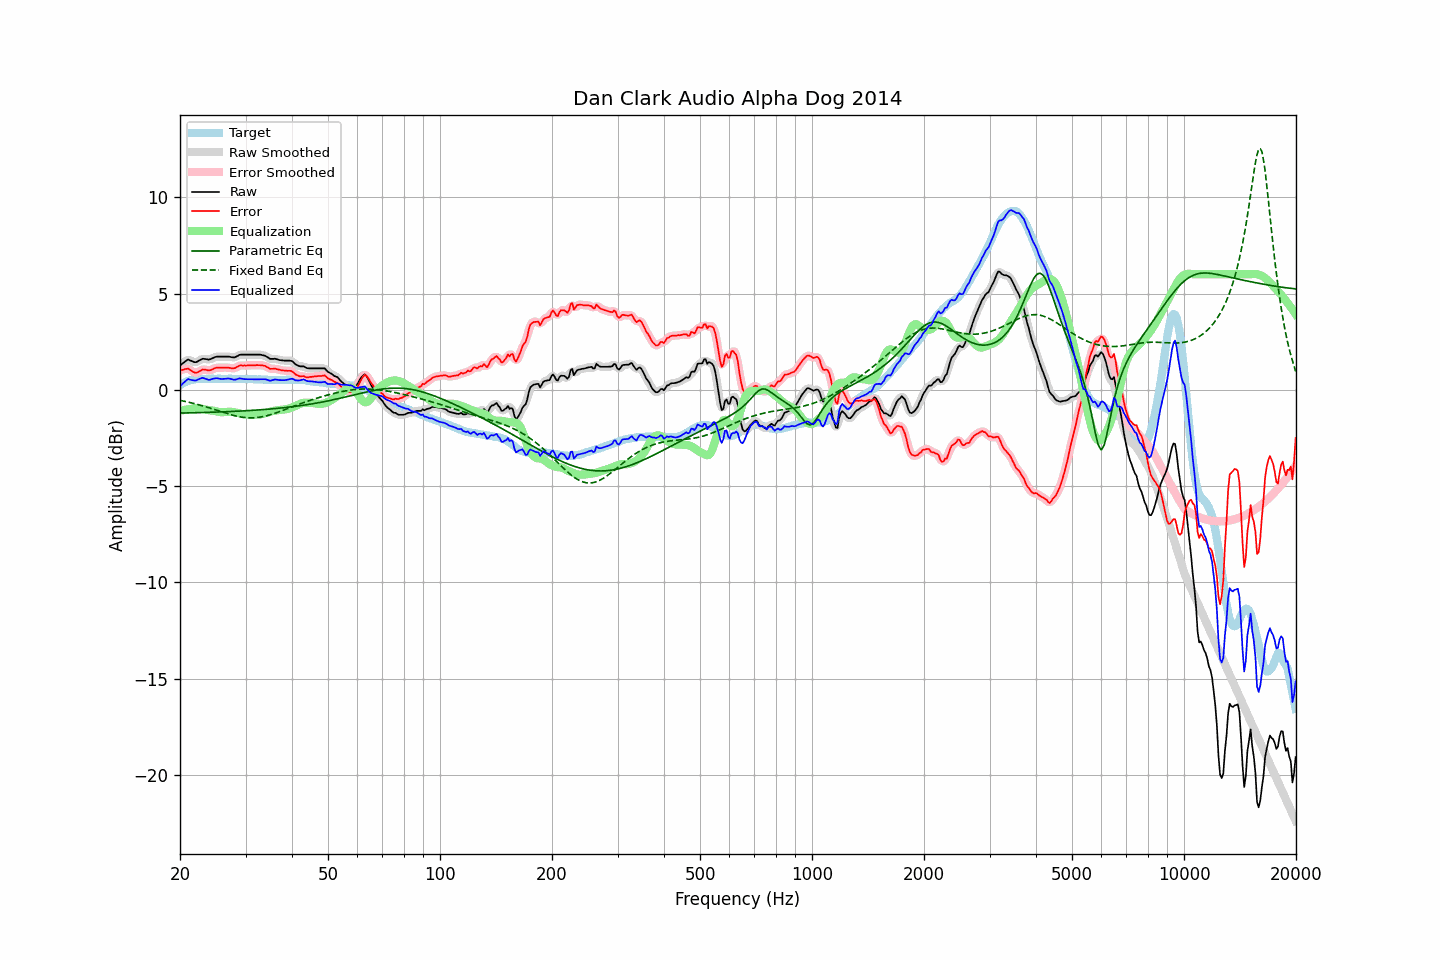 Dan Clark Audio Alpha Dog 2014
Target
Raw Smoothed
Error Smoothed
Raw
Error
Equalization
Parametric Eq
Fixed Band Eq
Equalized
10
5
0
−5
−10
−15
−20
Amplitude (dBr)
20 50 100 200 500 1000 2000 5000 10000 20000
Frequency (Hz)